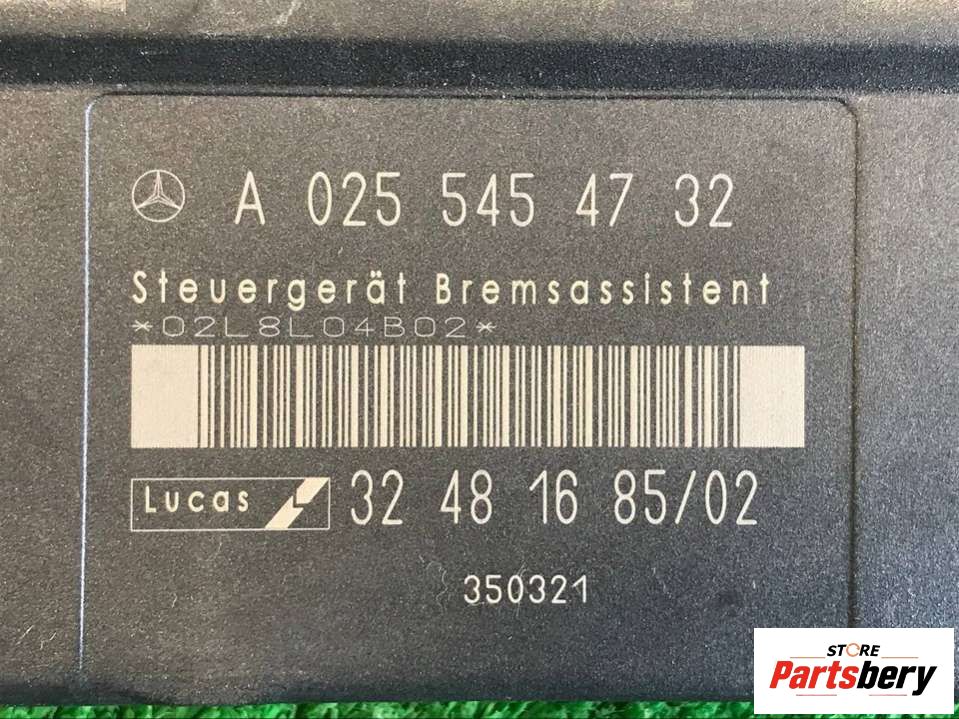 A 025 545 47 32
Steuergerät Bremsassistent
*02L8L04B02*
Lucas 32 48 16 85/02
350321
STORE
Partsbery